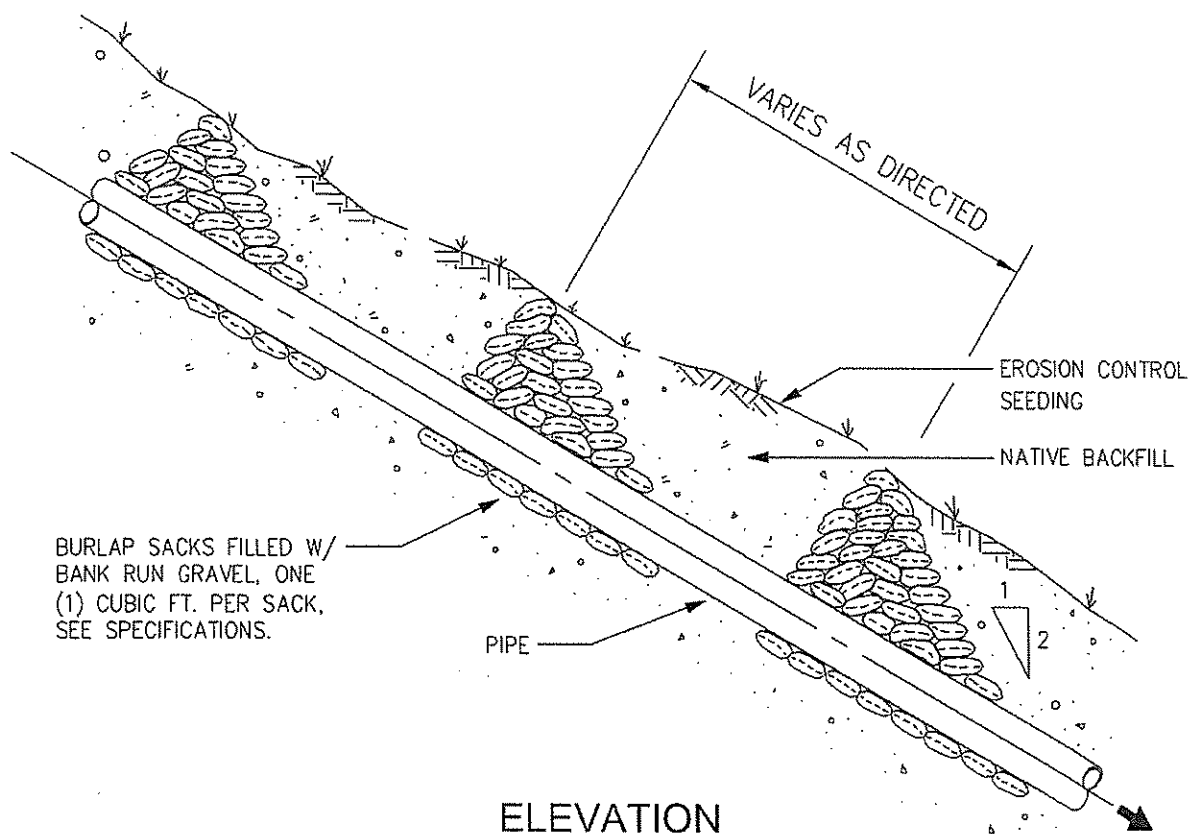 VARIES AS DIRECTED
EROSION CONTROL
SEEDING
NATIVE BACKFILL
BURLAP SACKS FILLED W/
BANK RUN GRAVEL, ONE
(1) CUBIC FT. PER SACK,
SEE SPECIFICATIONS.
PIPE
1
2
ELEVATION